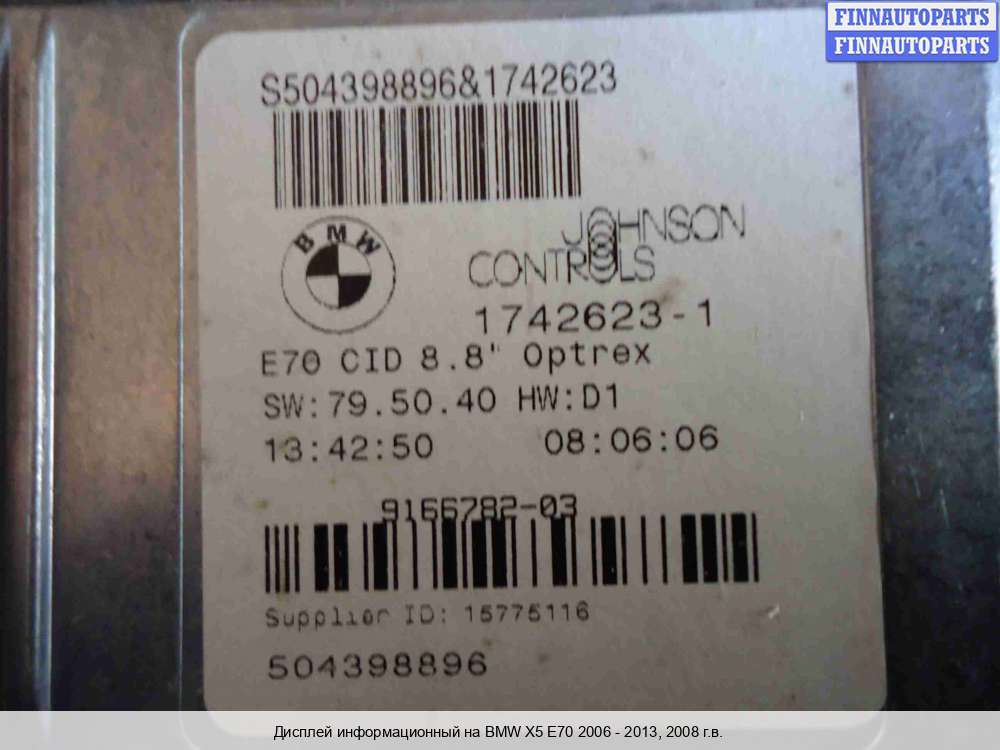 FINNAUTOPARTS
FINNAUTOPARTS
S504398896&1742623
BMW
JOHNSON
CONTROLS
1742623-1
E70 CID 8.8" Optrex
SW:79.50.40 HW:D1
13:42:50 08:06:06
9166782-03
Supplier ID: 15775116
504398896
Дисплей информационный на BMW X5 E70 2006 - 2013, 2008 г.в.